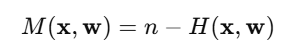 M(x, w) = n − H(x, w)